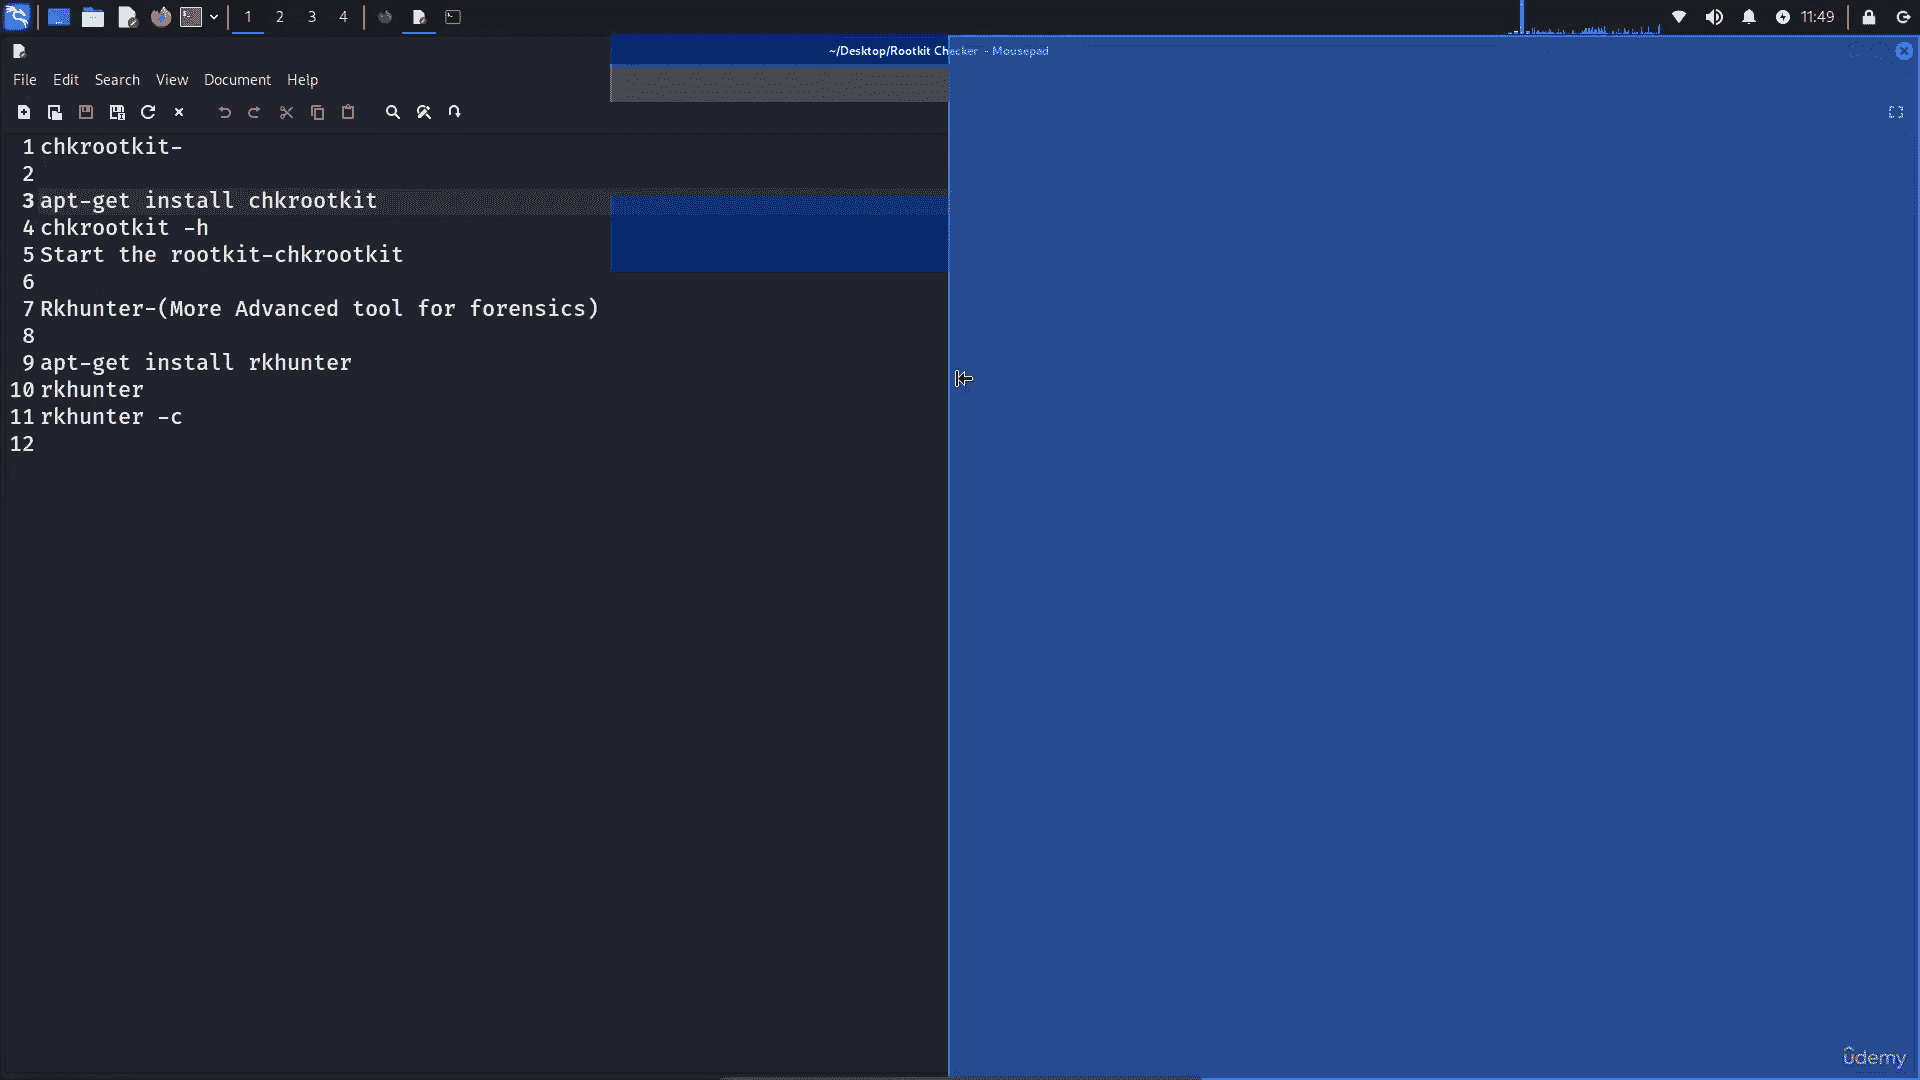 1 2 3 4
11:49
~/Desktop/Rootkit Checker - Mousepad
File Edit Search View Document Help
1 chkrootkit-
2
3 apt-get install chkrootkit
4 chkrootkit -h
5 Start the rootkit-chkrootkit
6
7 Rkhunter-(More Advanced tool for forensics)
8
9 apt-get install rkhunter
10 rkhunter
11 rkhunter -c
12
ûdemy